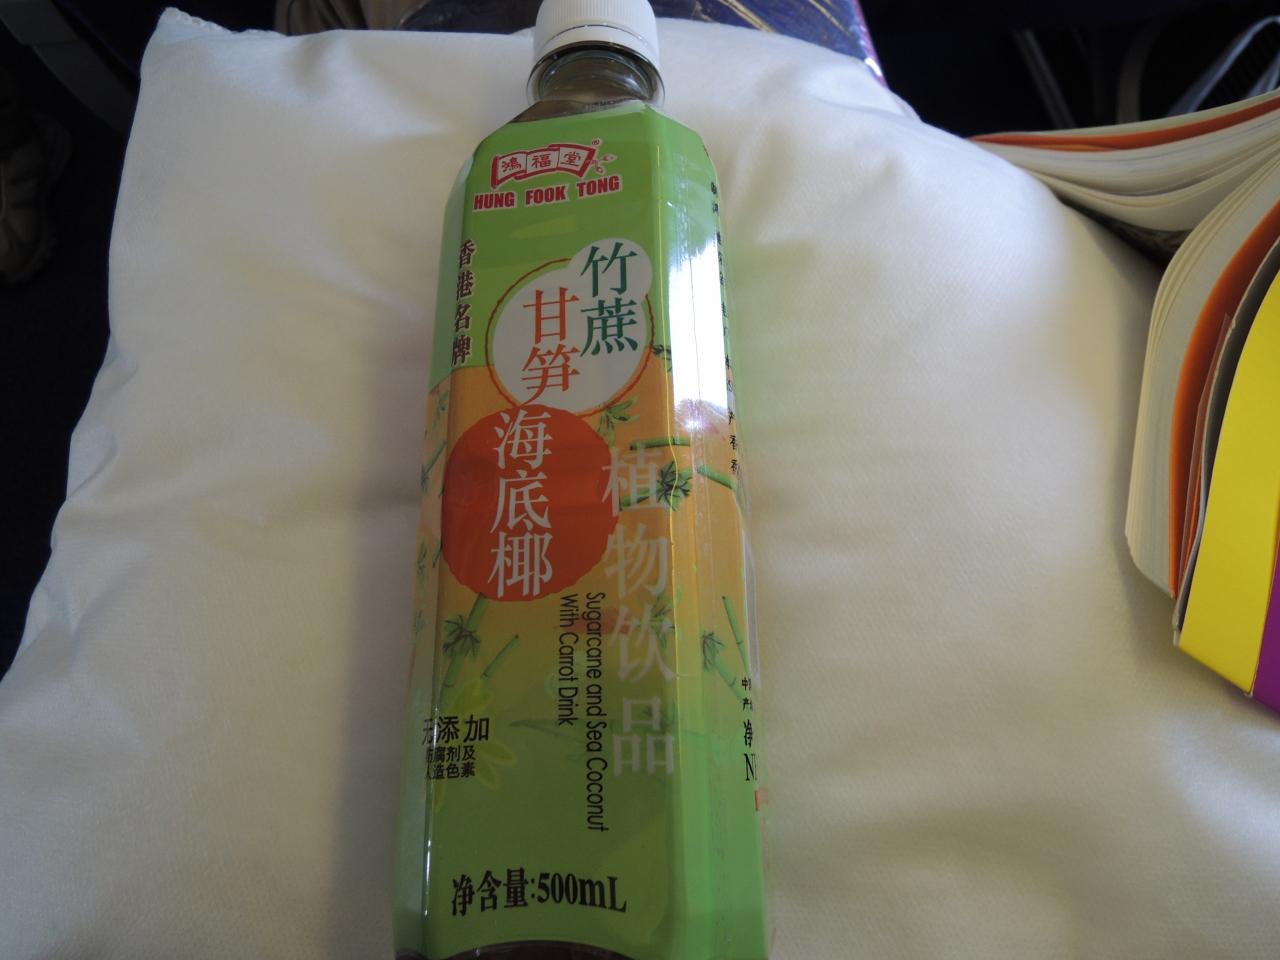 鴻福堂
HUNG FOOK TONG
香港名牌
竹蔗
甘笋
海底椰
植物饮品
Sugarcane and Sea Coconut
With Carrot Drink
无添加
防腐剂及
人造色素
净含量:500mL